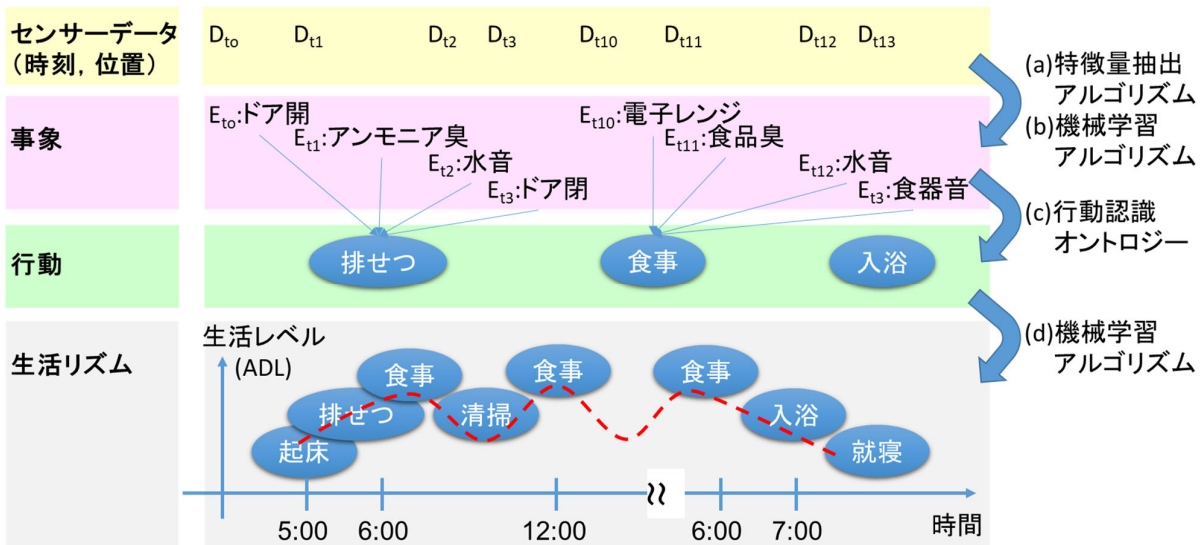 センサーデータ
（時刻，位置）
Dto Dt1 Dt2 Dt3 Dt10 Dt11 Dt12 Dt13
(a)特徴量抽出
アルゴリズム
事象
Eto:ドア開
Et1:アンモニア臭
Et2:水音
Et3:ドア閉
Et10:電子レンジ
Et11:食品臭
Et12:水音
Et3:食器音
(b)機械学習
アルゴリズム
(c)行動認識
オントロジー
行動
排せつ 食事 入浴
(d)機械学習
アルゴリズム
生活リズム
生活レベル
(ADL)
食事 食事 食事
排せつ 清掃 入浴
起床 就寝
5:00 6:00 12:00 6:00 7:00 時間